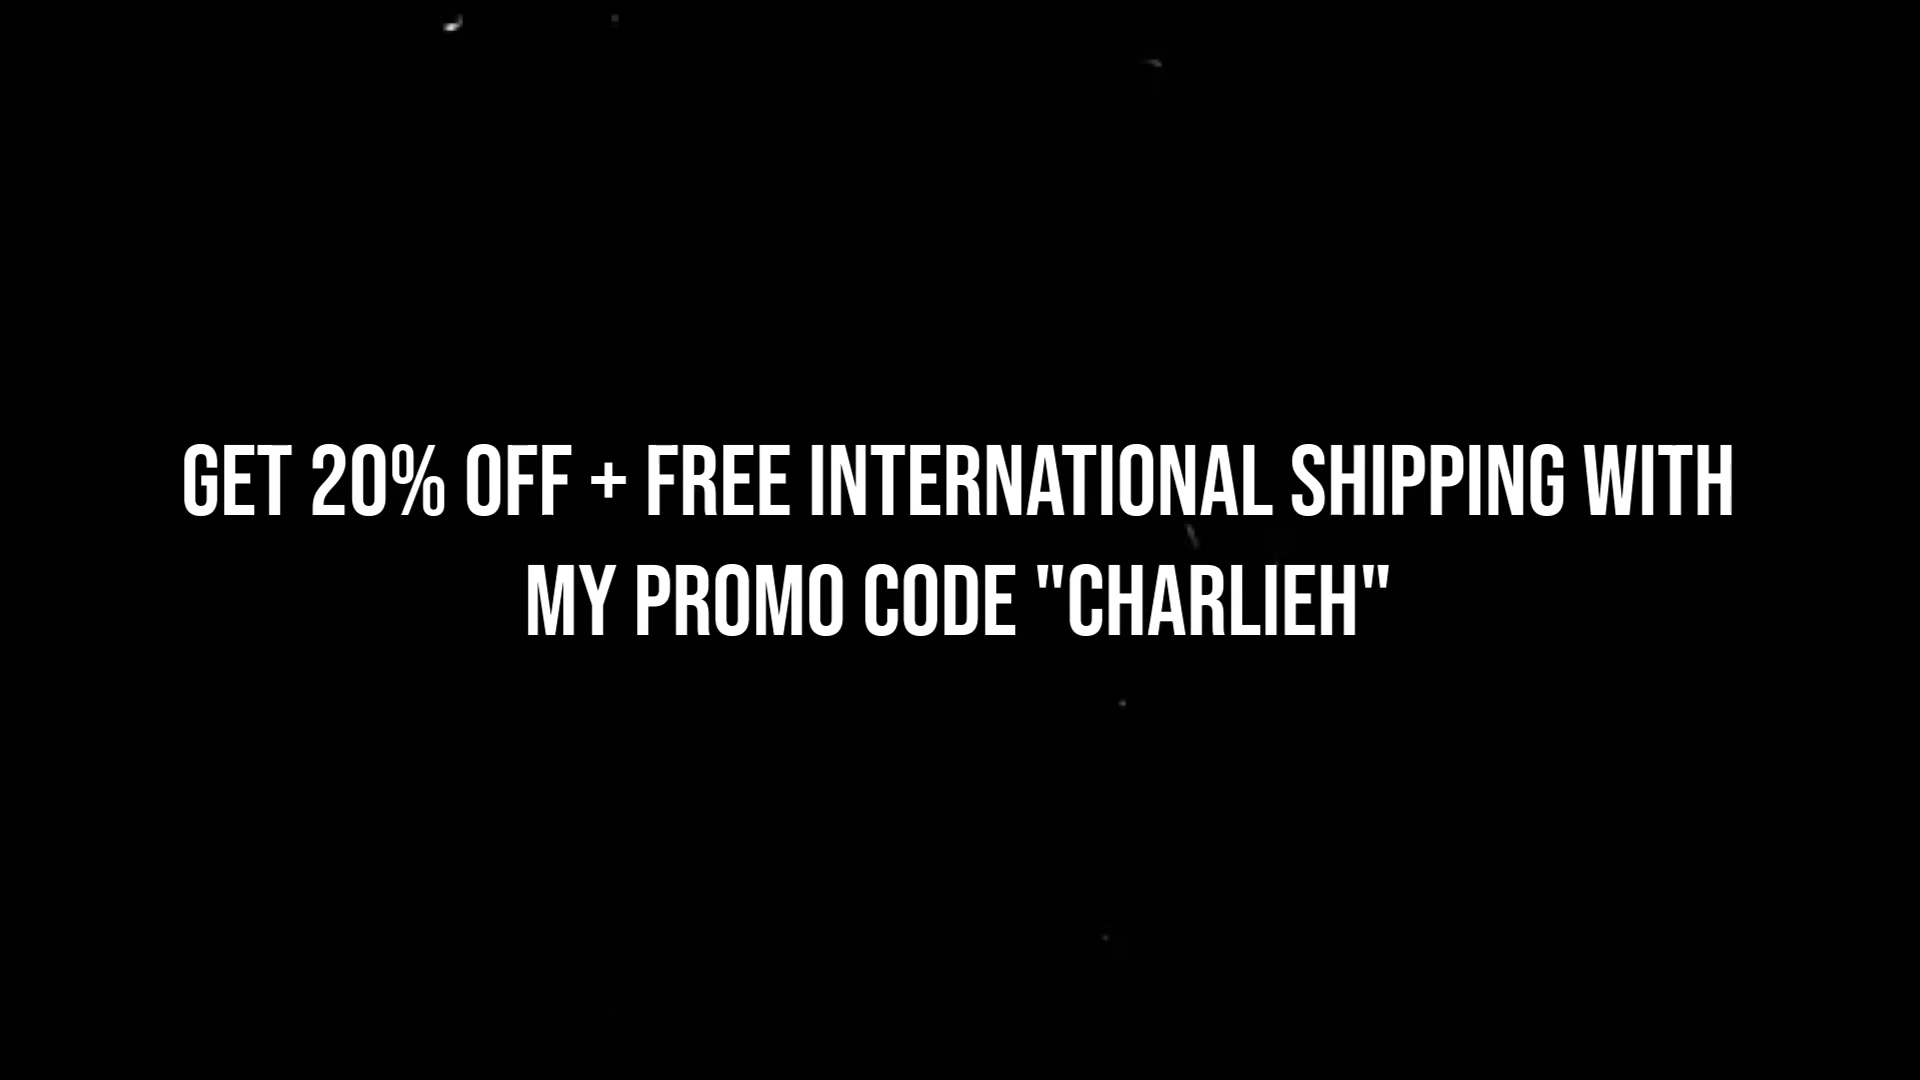 GET 20% OFF + FREE INTERNATIONAL SHIPPING WITH
MY PROMO CODE "CHARLIEH"